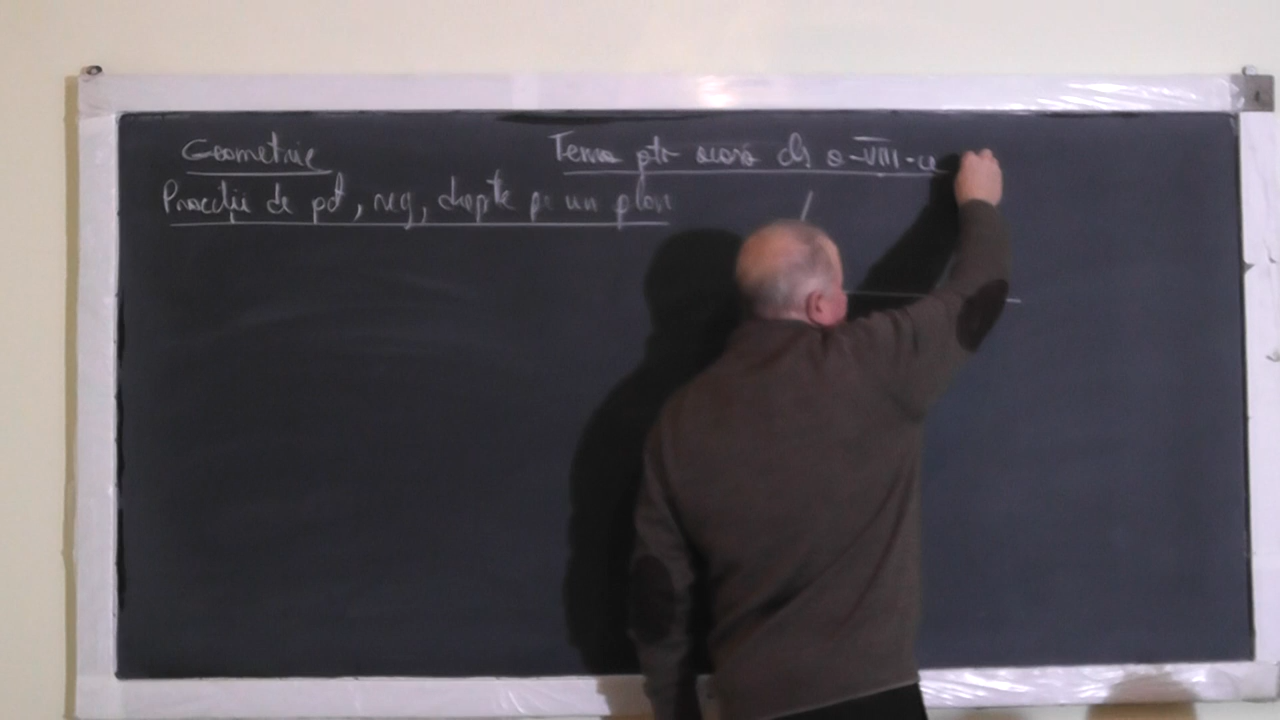 Geometrie
Tema ptr acasă cls a-VIII-a
Proiecții de pct, seg, drepte pe un plan